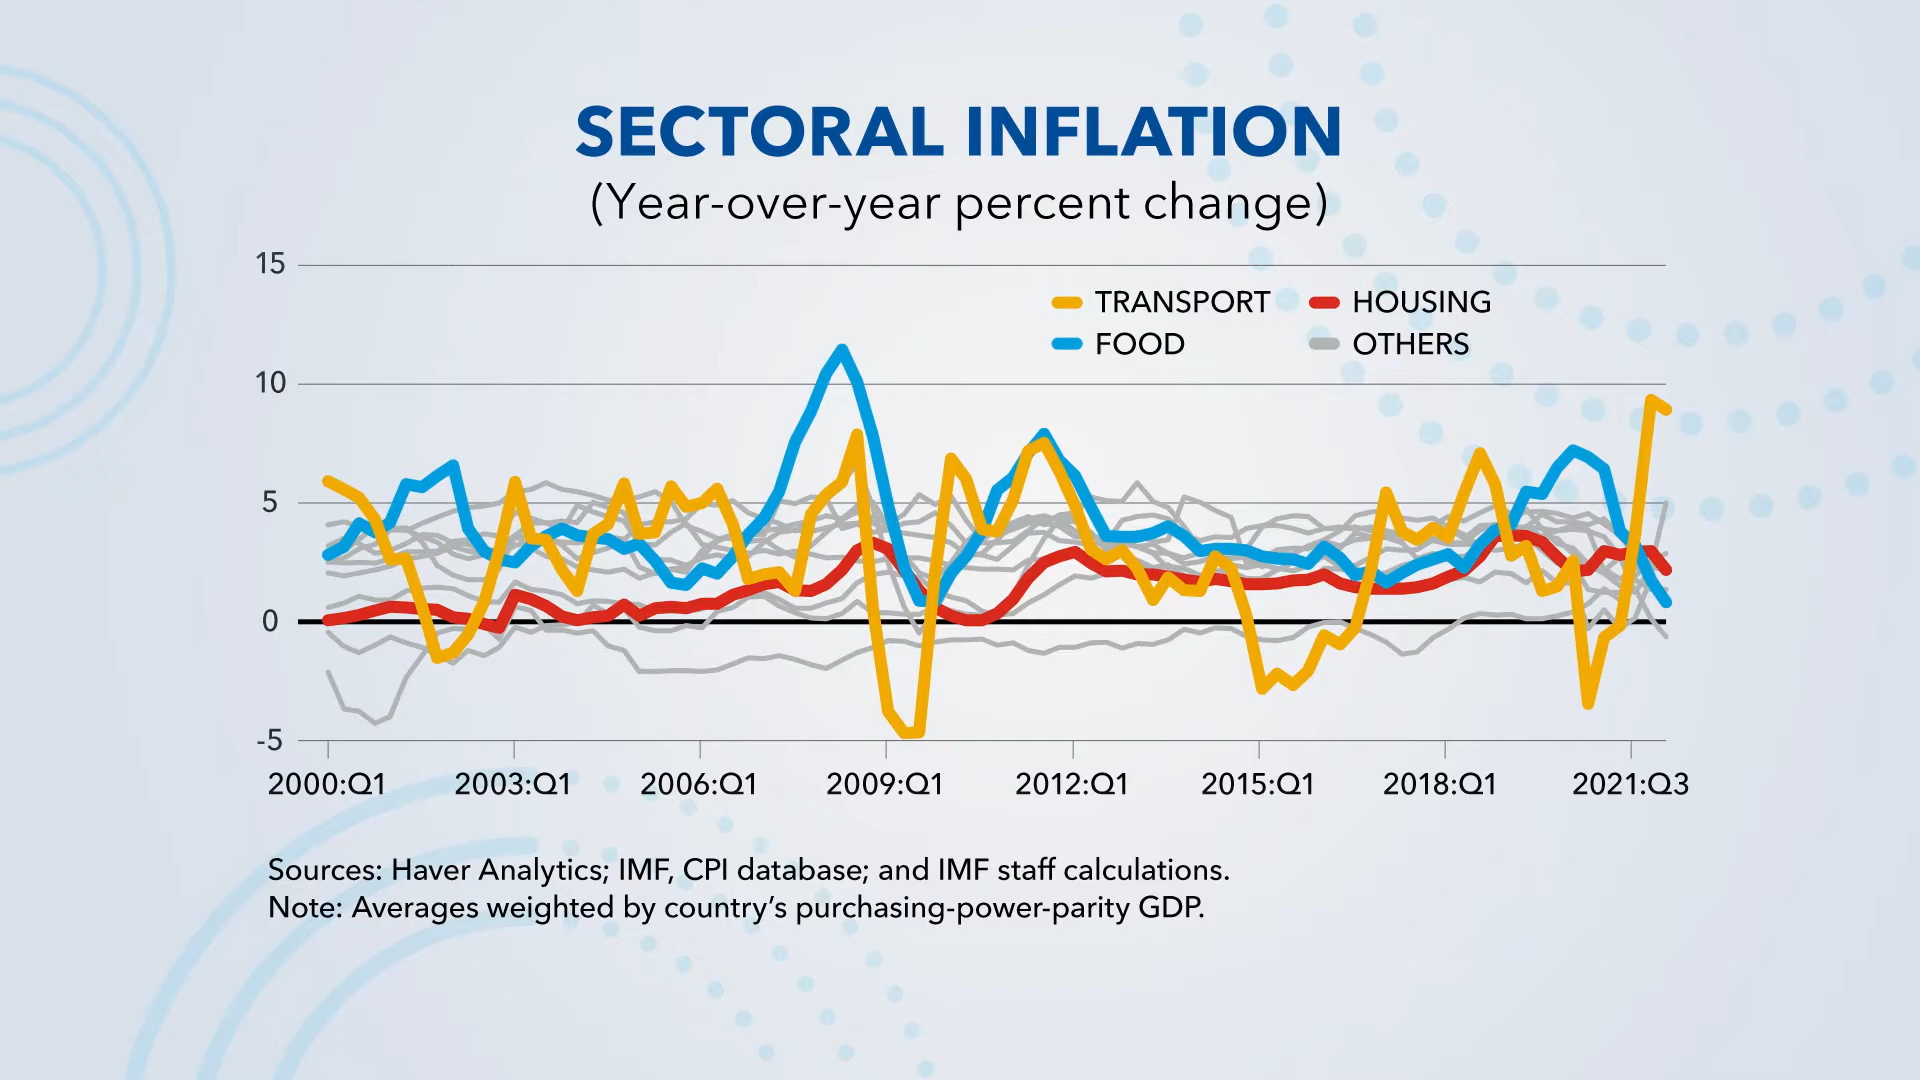 SECTORAL INFLATION
(Year-over-year percent change)
15
TRANSPORT HOUSING
FOOD OTHERS
10
5
0
-5
2000:Q1 2003:Q1 2006:Q1 2009:Q1 2012:Q1 2015:Q1 2018:Q1 2021:Q3
Sources: Haver Analytics; IMF, CPI database; and IMF staff calculations.
Note: Averages weighted by country’s purchasing-power-parity GDP.